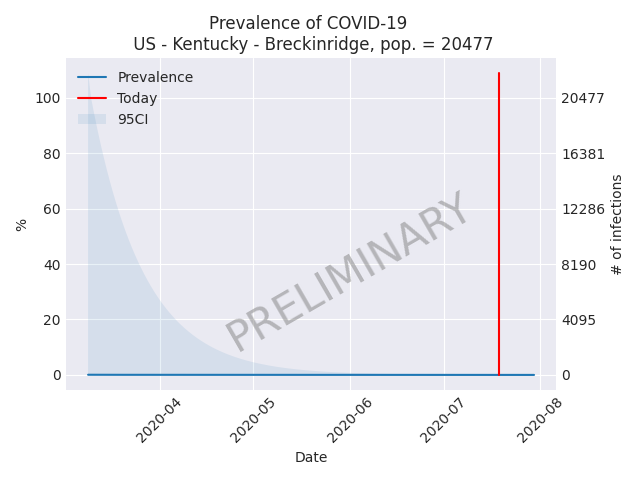 Prevalence of COVID-19
US - Kentucky - Breckinridge, pop. = 20477
Prevalence
Today
95CI
100
80
60
40
20
0
%
20477
16381
12286
8190
4095
0
# of infections
PRELIMINARY
2020-04
2020-05
2020-06
2020-07
2020-08
Date